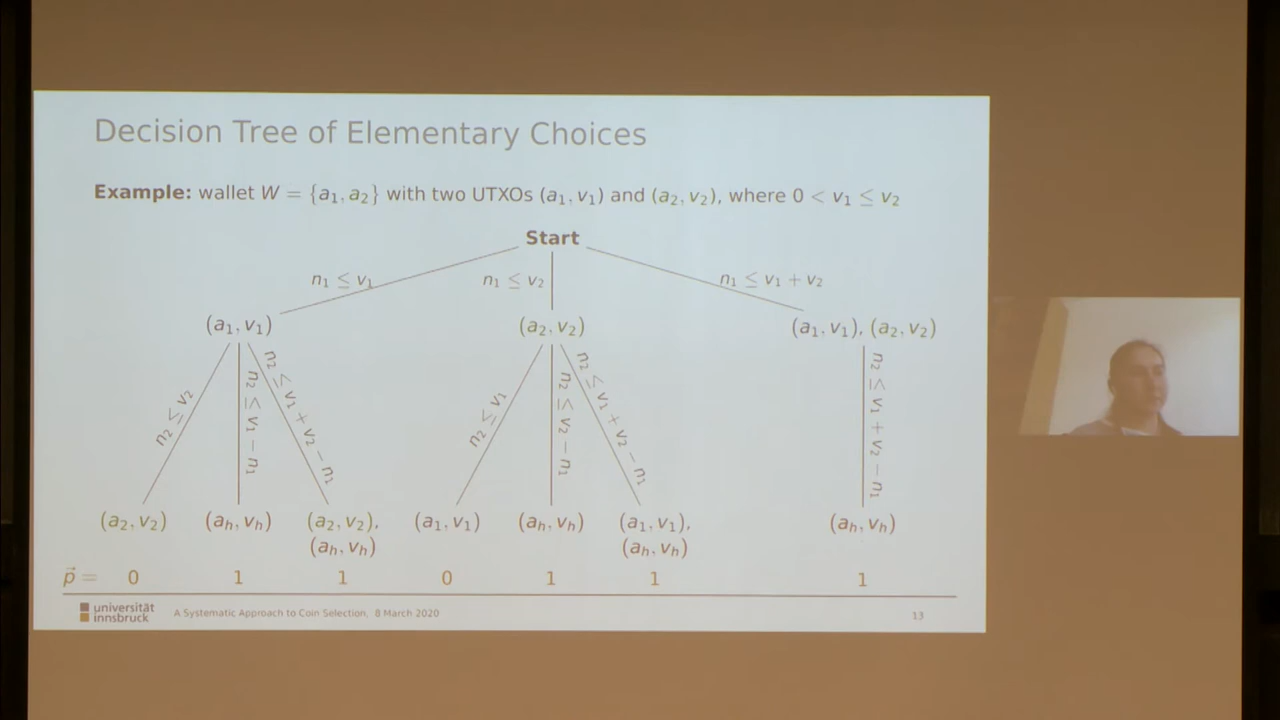 Decision Tree of Elementary Choices
Example: wallet W = {a₁, a₂} with two UTXOs (a₁, v₁) and (a₂, v₂), where 0 < v₁ ≤ v₂
Start
n₁ ≤ v₁
n₁ ≤ v₂
n₁ ≤ v₁ + v₂
(a₁, v₁)
(a₂, v₂)
(a₁, v₁), (a₂, v₂)
n₂ ≤ v₂
n₂ ≤ v₁ − n₁
n₂ ≤ v₁ + v₂ − n₁
n₂ ≤ v₁
n₂ ≤ v₂ − n₁
n₂ ≤ v₁ + v₂ − n₁
n₂ ≤ v₁ + v₂ − n₁
(a₂, v₂)
(aₕ, vₕ)
(a₂, v₂),
(aₕ, vₕ)
(a₁, v₁)
(aₕ, vₕ)
(a₁, v₁),
(aₕ, vₕ)
(aₕ, vₕ)
p⃗ = 0 1 1 0 1 1 1
universität
innsbruck
A Systematic Approach to Coin Selection, 8 March 2020
13